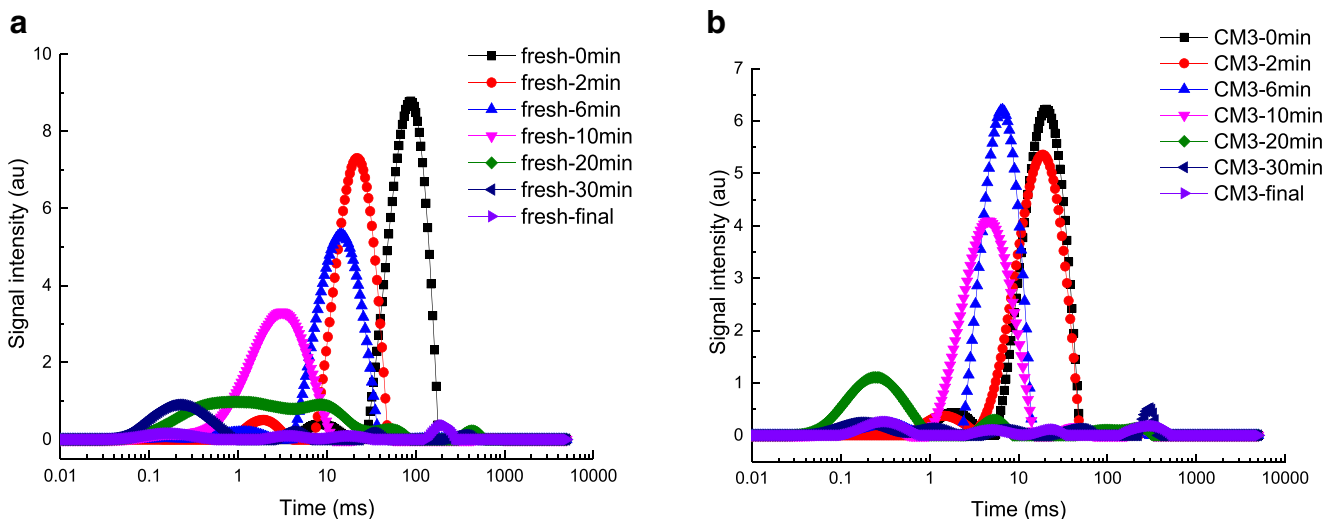 a
fresh-0min
fresh-2min
fresh-6min
fresh-10min
fresh-20min
fresh-30min
fresh-final
10
8
6
4
2
0
Signal intensity (au)
0.01
0.1
1
10
100
1000
10000
Time (ms)
b
CM3-0min
CM3-2min
CM3-6min
CM3-10min
CM3-20min
CM3-30min
CM3-final
7
6
5
4
3
2
1
0
Signal intensity (au)
0.01
0.1
1
10
100
1000
10000
Time (ms)